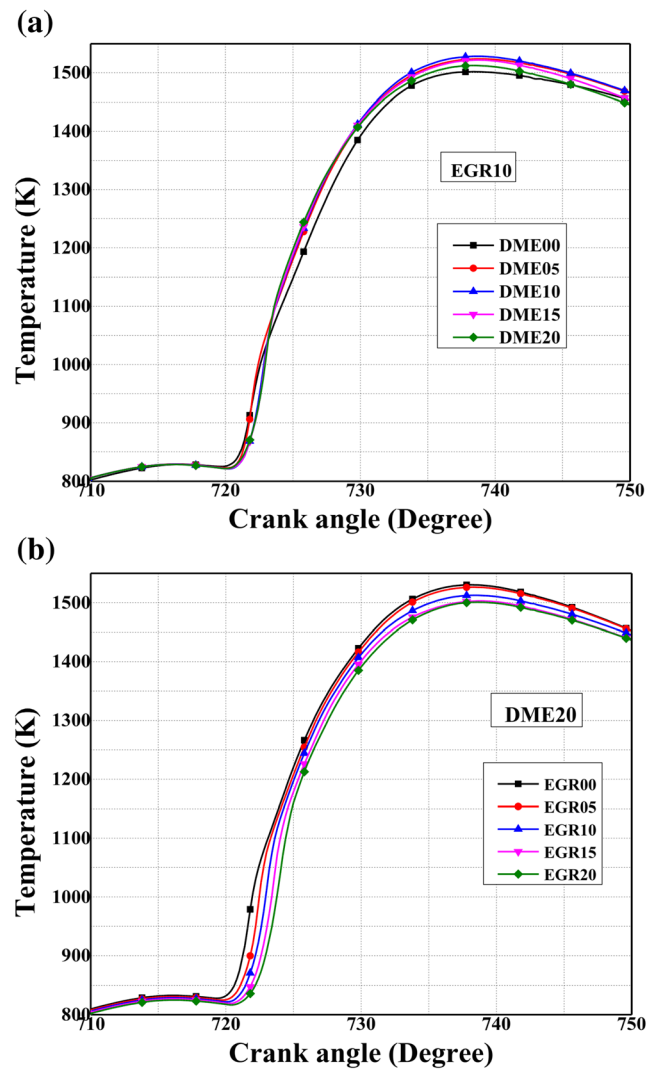 (a)
1500
1400
1300
1200
1100
1000
900
800
Temperature (K)
EGR10
DME00
DME05
DME10
DME15
DME20
710
720
730
740
750
Crank angle (Degree)
(b)
1500
1400
1300
1200
1100
1000
900
800
Temperature (K)
DME20
EGR00
EGR05
EGR10
EGR15
EGR20
710
720
730
740
750
Crank angle (Degree)